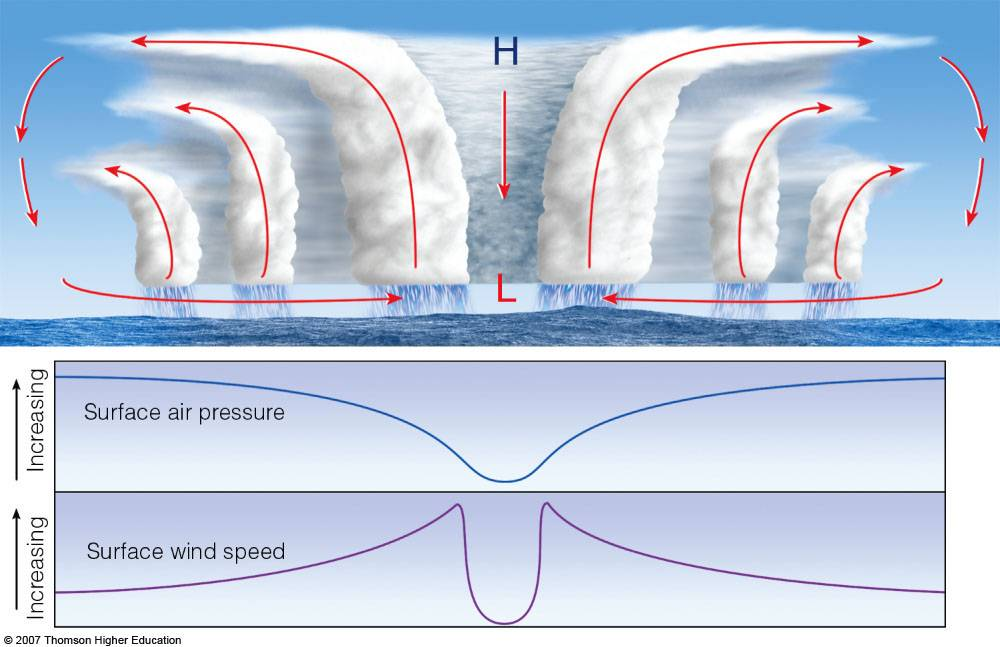 H
L
Increasing
Surface air pressure
Increasing
Surface wind speed
© 2007 Thomson Higher Education